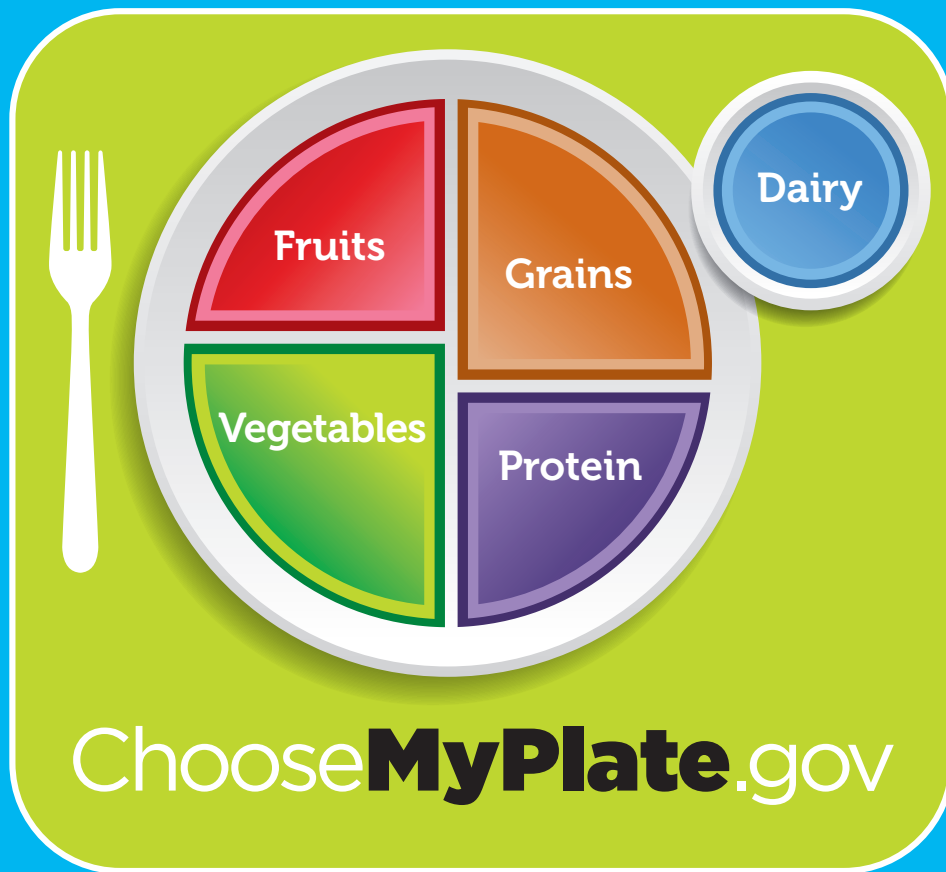 Dairy
Fruits
Grains
Vegetables
Protein
ChooseMyPlate.gov